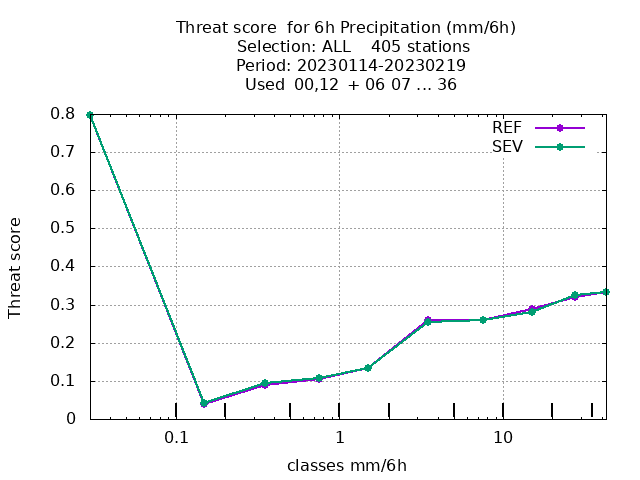 Threat score  for 6h Precipitation (mm/6h)
Selection: ALL    405 stations
Period: 20230114-20230219
Used  00,12  + 06 07 ... 36
REF
SEV
0.8
0.7
0.6
0.5
0.4
0.3
0.2
0.1
0
Threat score
0.1
1
10
classes mm/6h